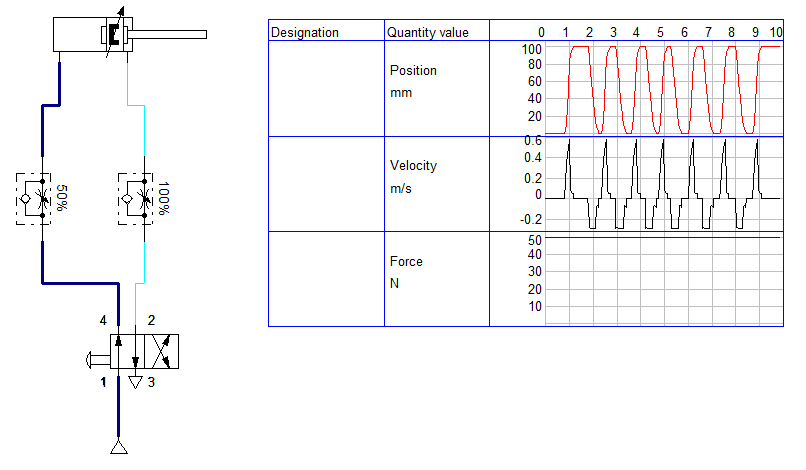 50%
100%
4 2
1 3
Designation Quantity value 0 1 2 3 4 5 6 7 8 9 10
Position
mm
100
80
60
40
20
Velocity
m/s
0.6
0.4
0.2
0
-0.2
Force
N
50
40
30
20
10